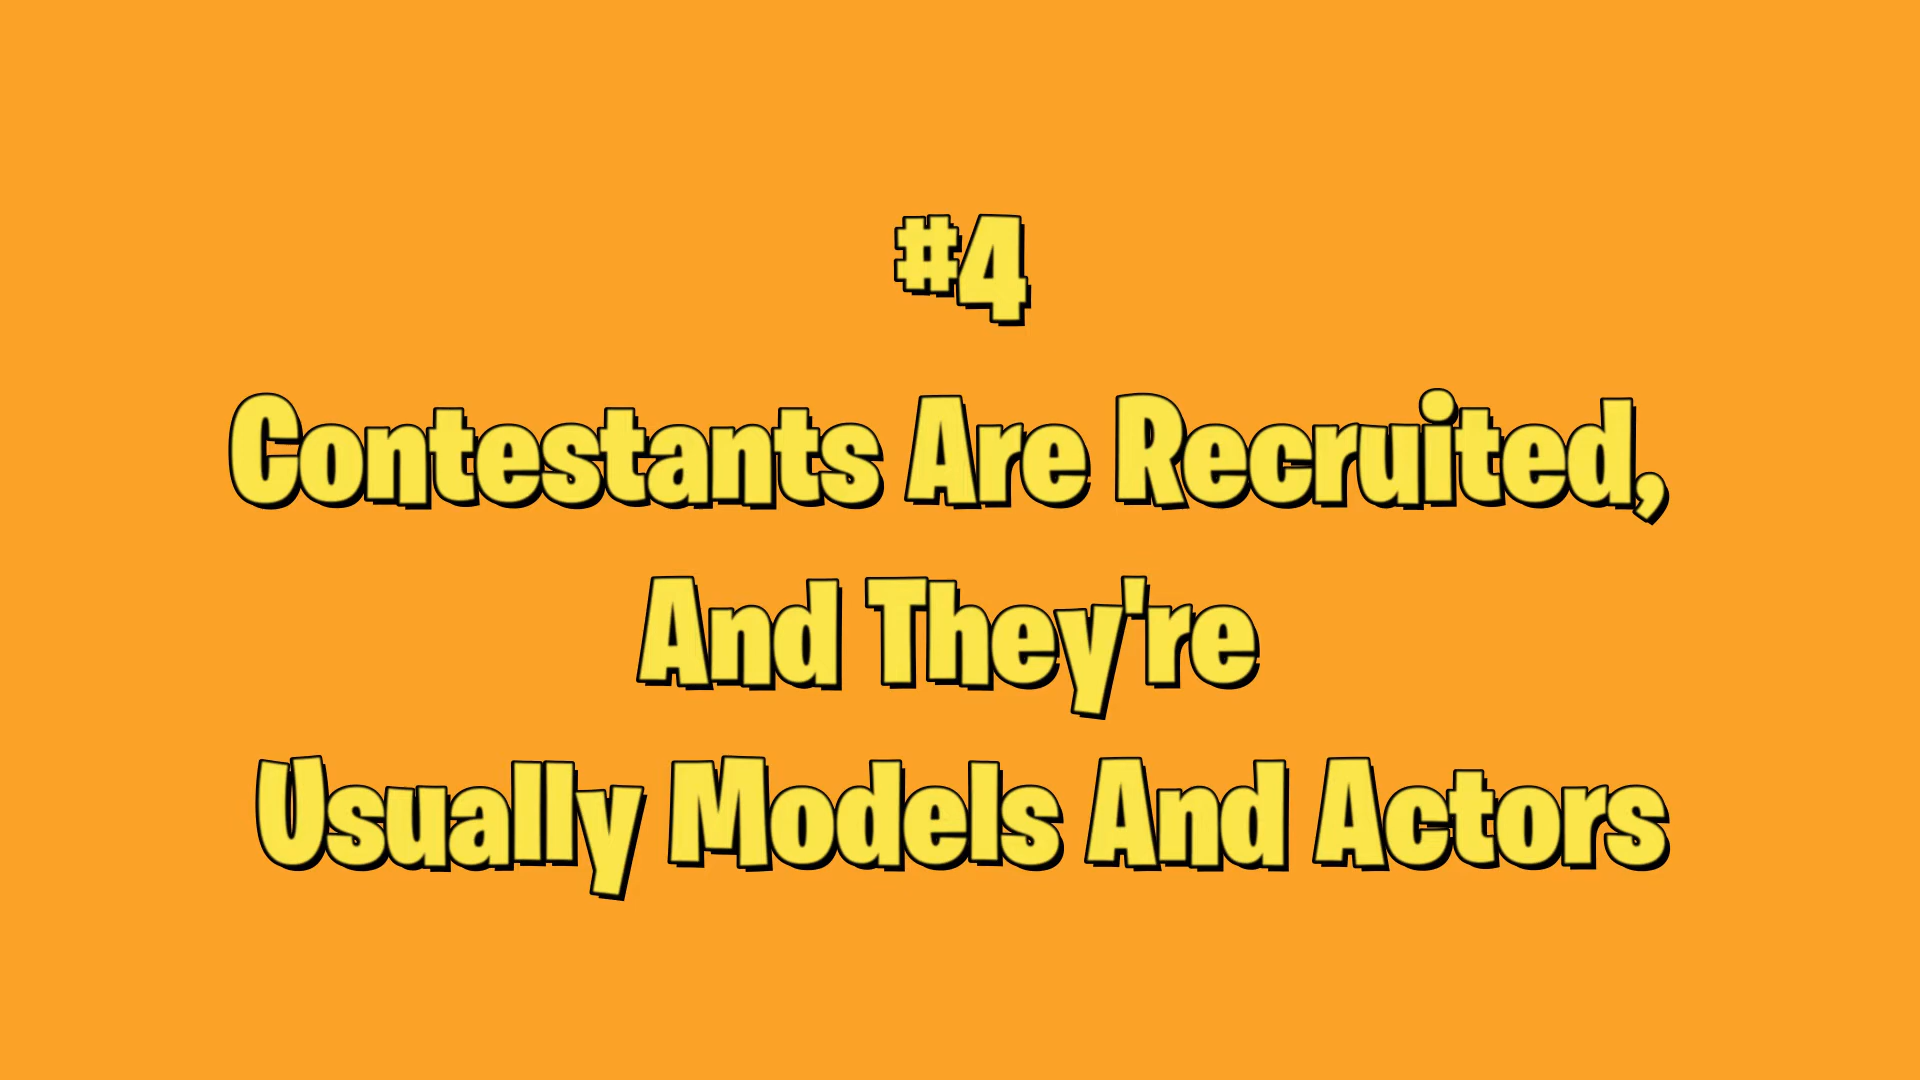 #4
Contestants Are Recruited,
And They're
Usually Models And Actors